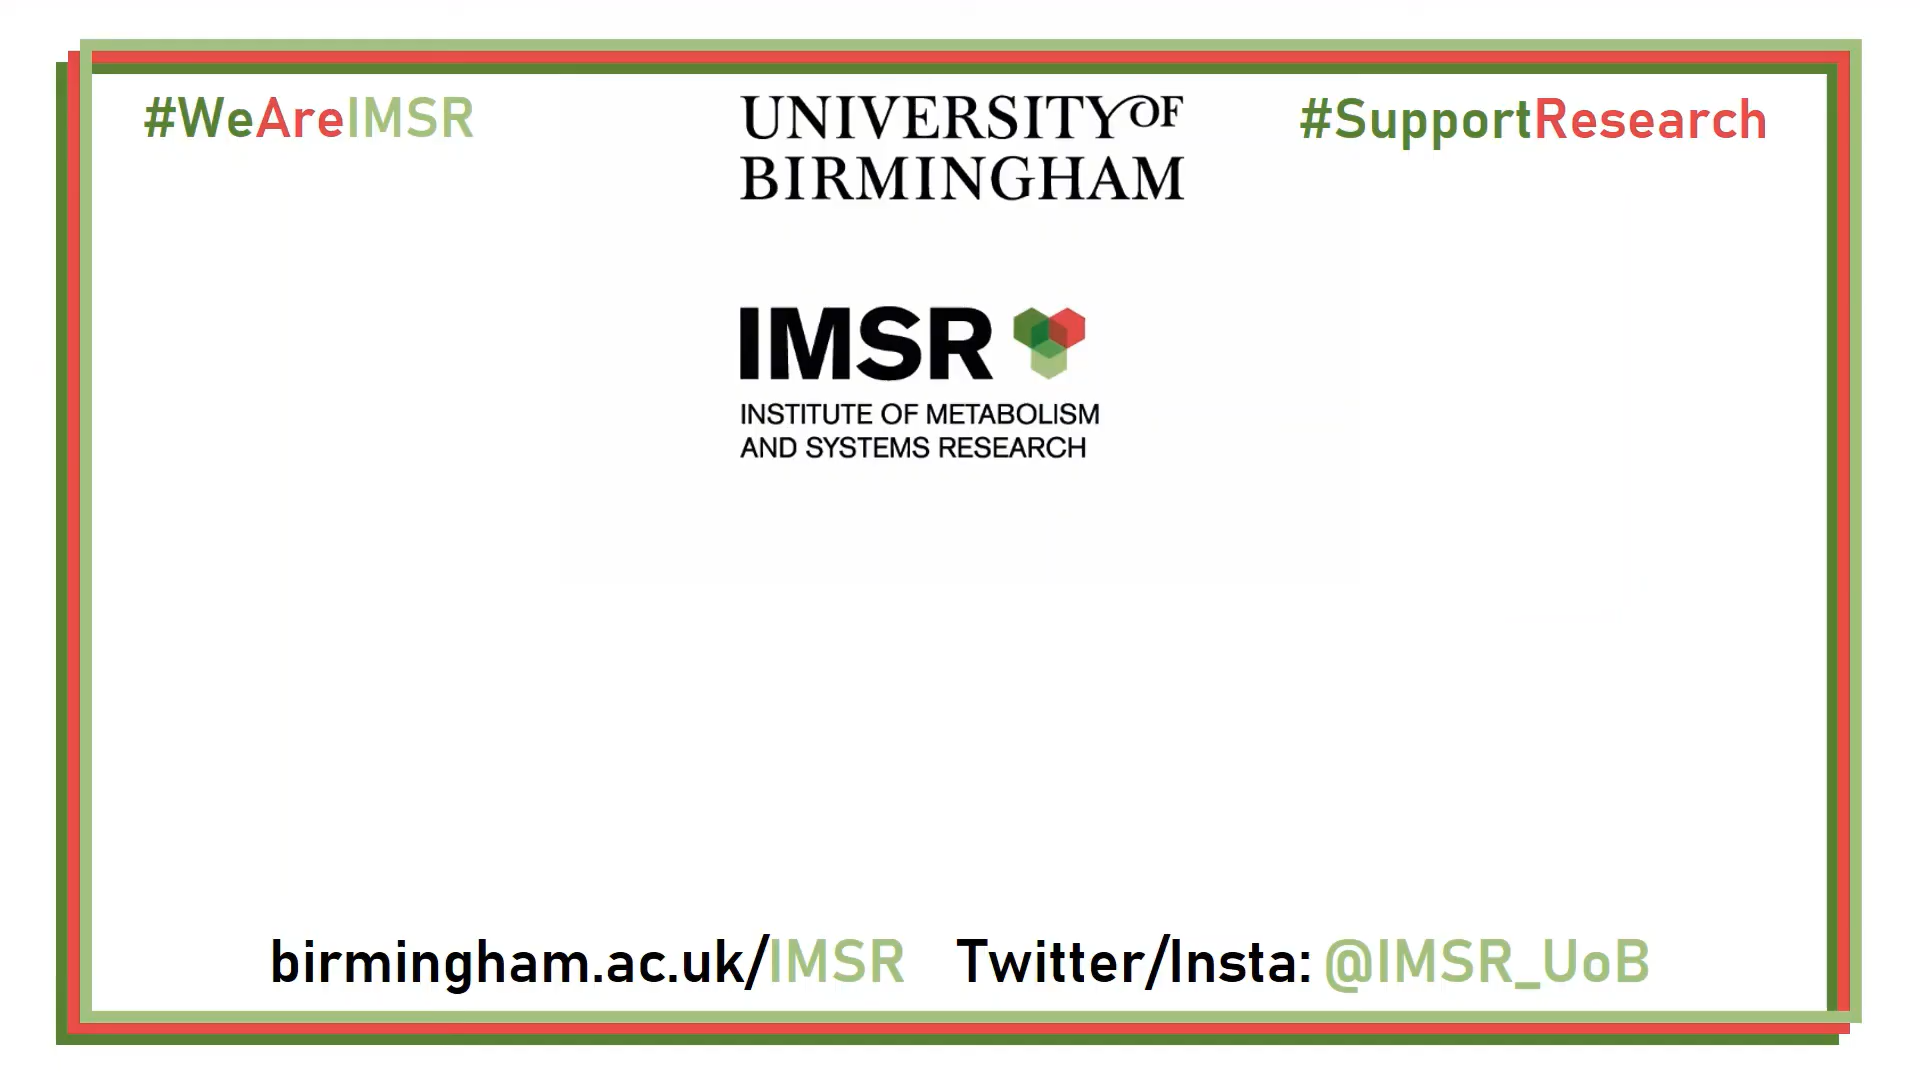 #WeAreIMSR
UNIVERSITY OF
BIRMINGHAM
#SupportResearch
IMSR
INSTITUTE OF METABOLISM
AND SYSTEMS RESEARCH
birmingham.ac.uk/IMSR Twitter/Insta: @IMSR_UoB